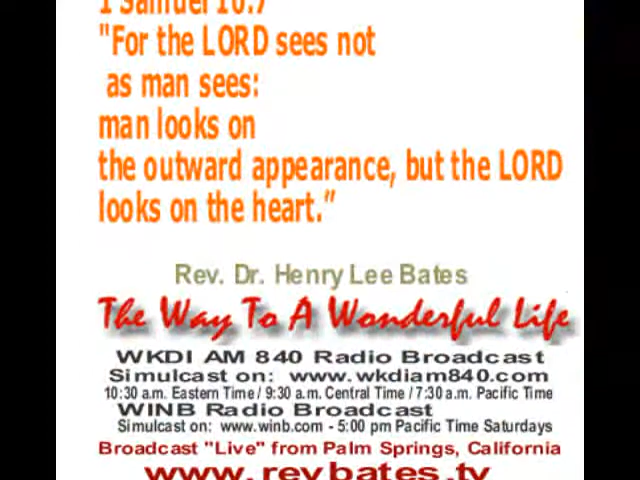 1 Samuel 16:7
"For the LORD sees not
as man sees:
man looks on
the outward appearance, but the LORD
looks on the heart.”
Rev. Dr. Henry Lee Bates
The Way To A Wonderful Life
WKDI AM 840 Radio Broadcast
Simulcast on: www.wkdiam840.com
10:30 a.m. Eastern Time / 9:30 a.m. Central Time / 7:30 a.m. Pacific Time
WINB Radio Broadcast
Simulcast on: www.winb.com - 5:00 pm Pacific Time Saturdays
Broadcast "Live" from Palm Springs, California
www.revbates.tv